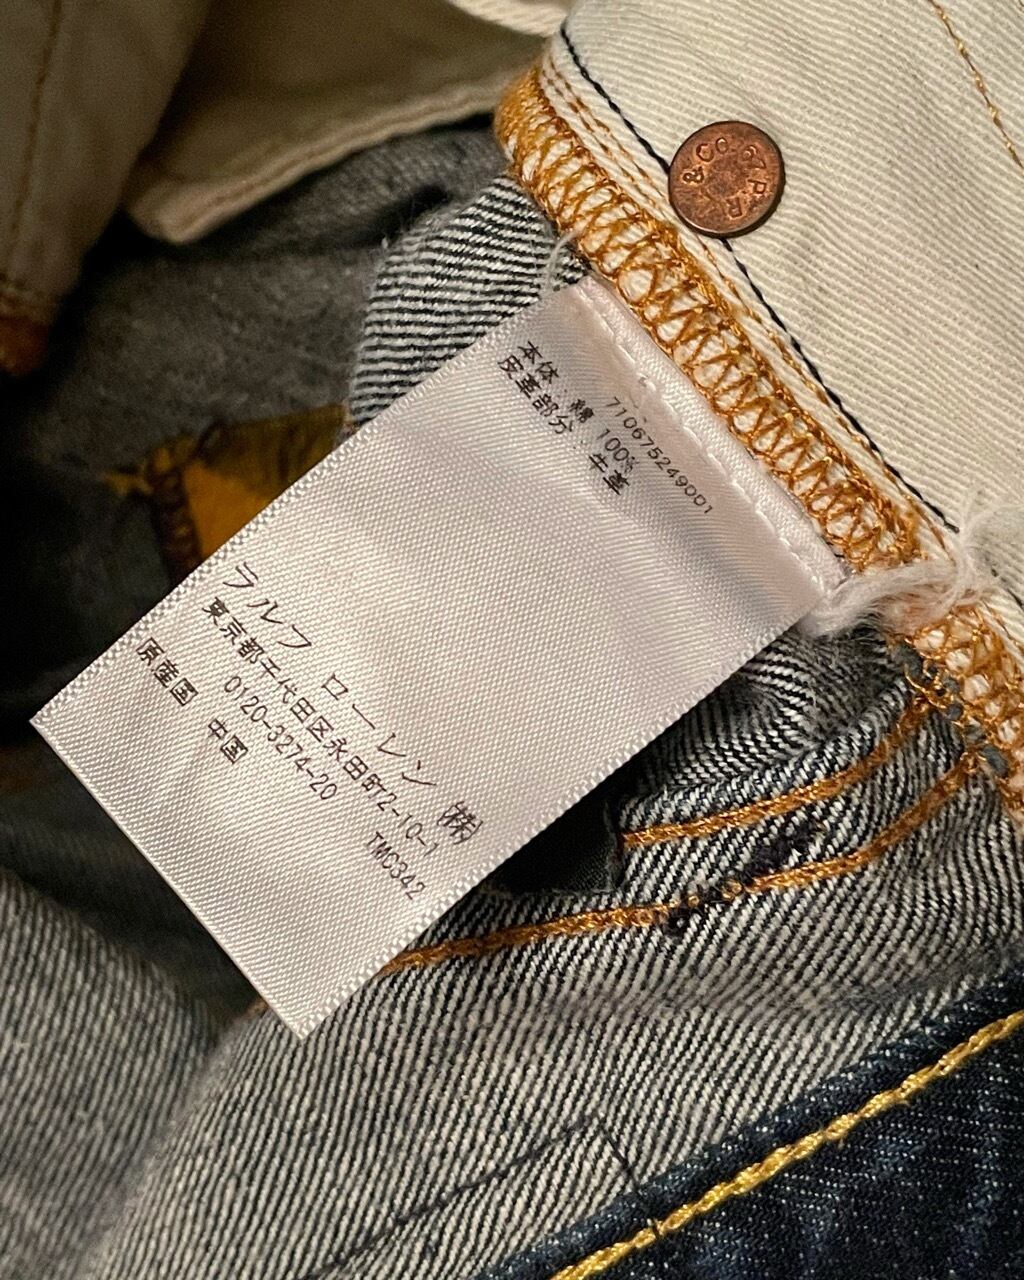 & Co 67 P.R.
710675249001
本体：綿 100%
皮革部分：牛革
ラルフ ローレン ㈱
東京都千代田区永田町2-10-1
0120-3274-20 TMC342
原産国 中国